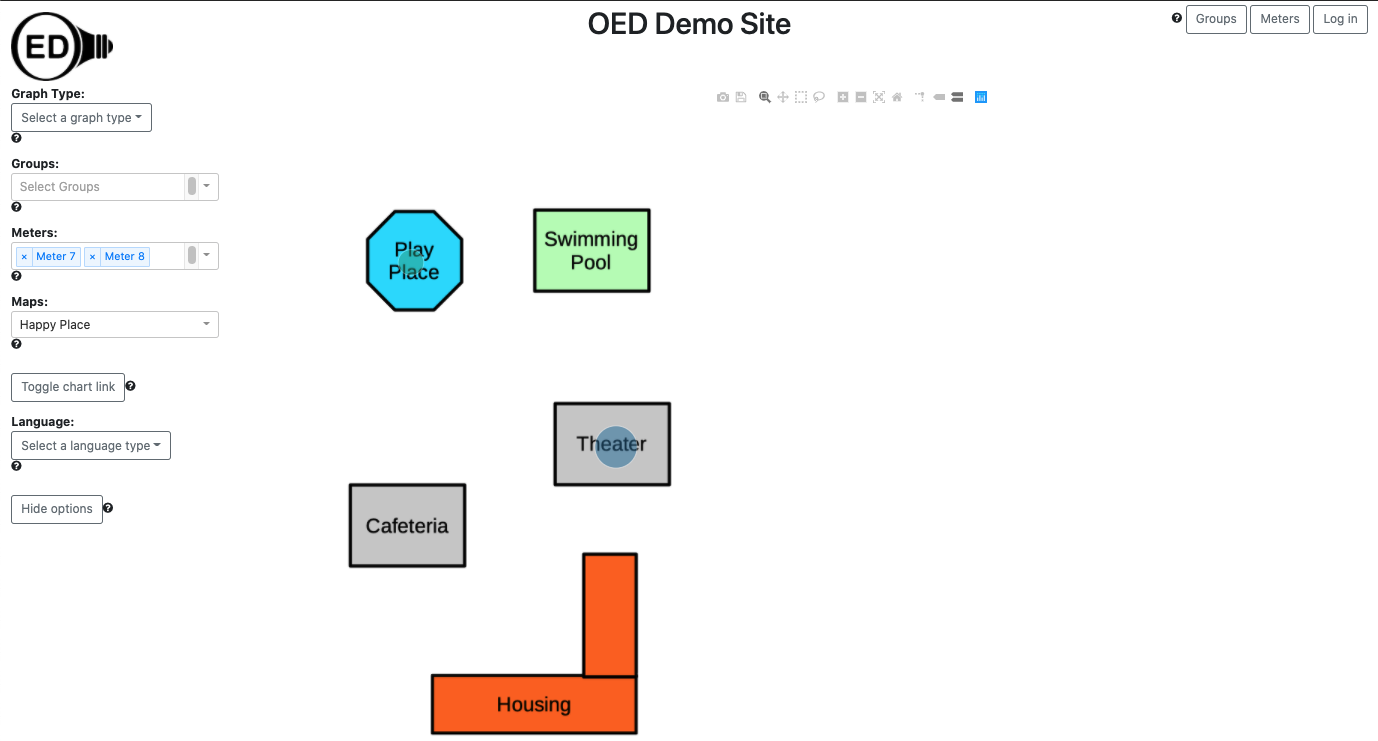 OED Demo Site
Groups
Meters
Log in
ED
Graph Type:
Select a graph type
Groups:
Select Groups
Meters:
× Meter 7 × Meter 8
Maps:
Happy Place
Toggle chart link
Language:
Select a language type
Hide options
Play
Place
Swimming
Pool
Theater
Cafeteria
Housing